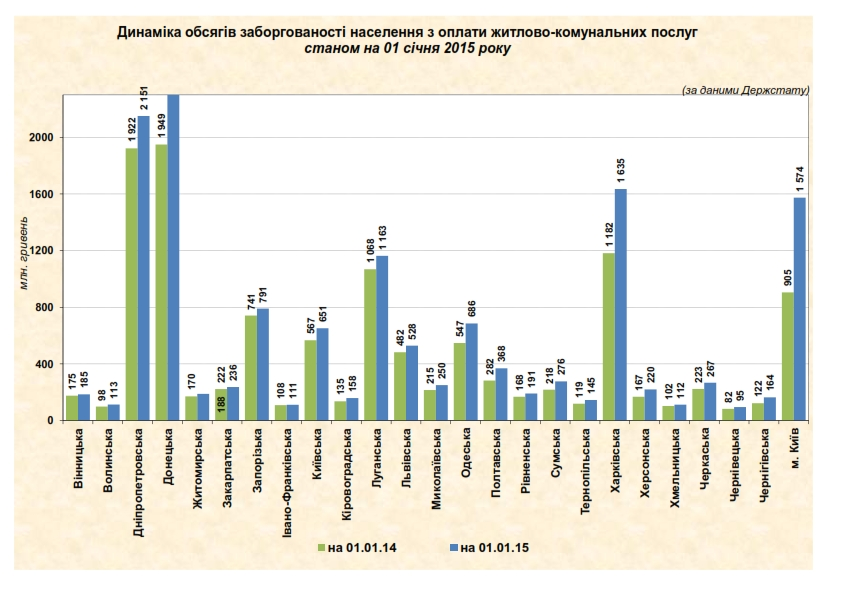 Динаміка обсягів заборгованості населення з оплати житлово-комунальних послуг
станом на 01 січня 2015 року
(за даними Держстату)
млн. гривень
2000
1600
1200
800
400
0
175 185
98 113
1 922 2 151
1 949
170 188
222 236
741 791
108 111
567 651
135 158
1 068 1 163
482 528
215 250
547 686
282 368
168 191
218 276
119 145
1 182 1 635
167 220
102 112
223 267
82 95
122 164
905 1 574
Вінницька
Волинська
Дніпропетровська
Донецька
Житомирська
Закарпатська
Запорізька
Івано-Франківська
Київська
Кіровоградська
Луганська
Львівська
Миколаївська
Одеська
Полтавська
Рівненська
Сумська
Тернопільська
Харківська
Херсонська
Хмельницька
Черкаська
Чернівецька
Чернігівська
м. Київ
на 01.01.14 на 01.01.15